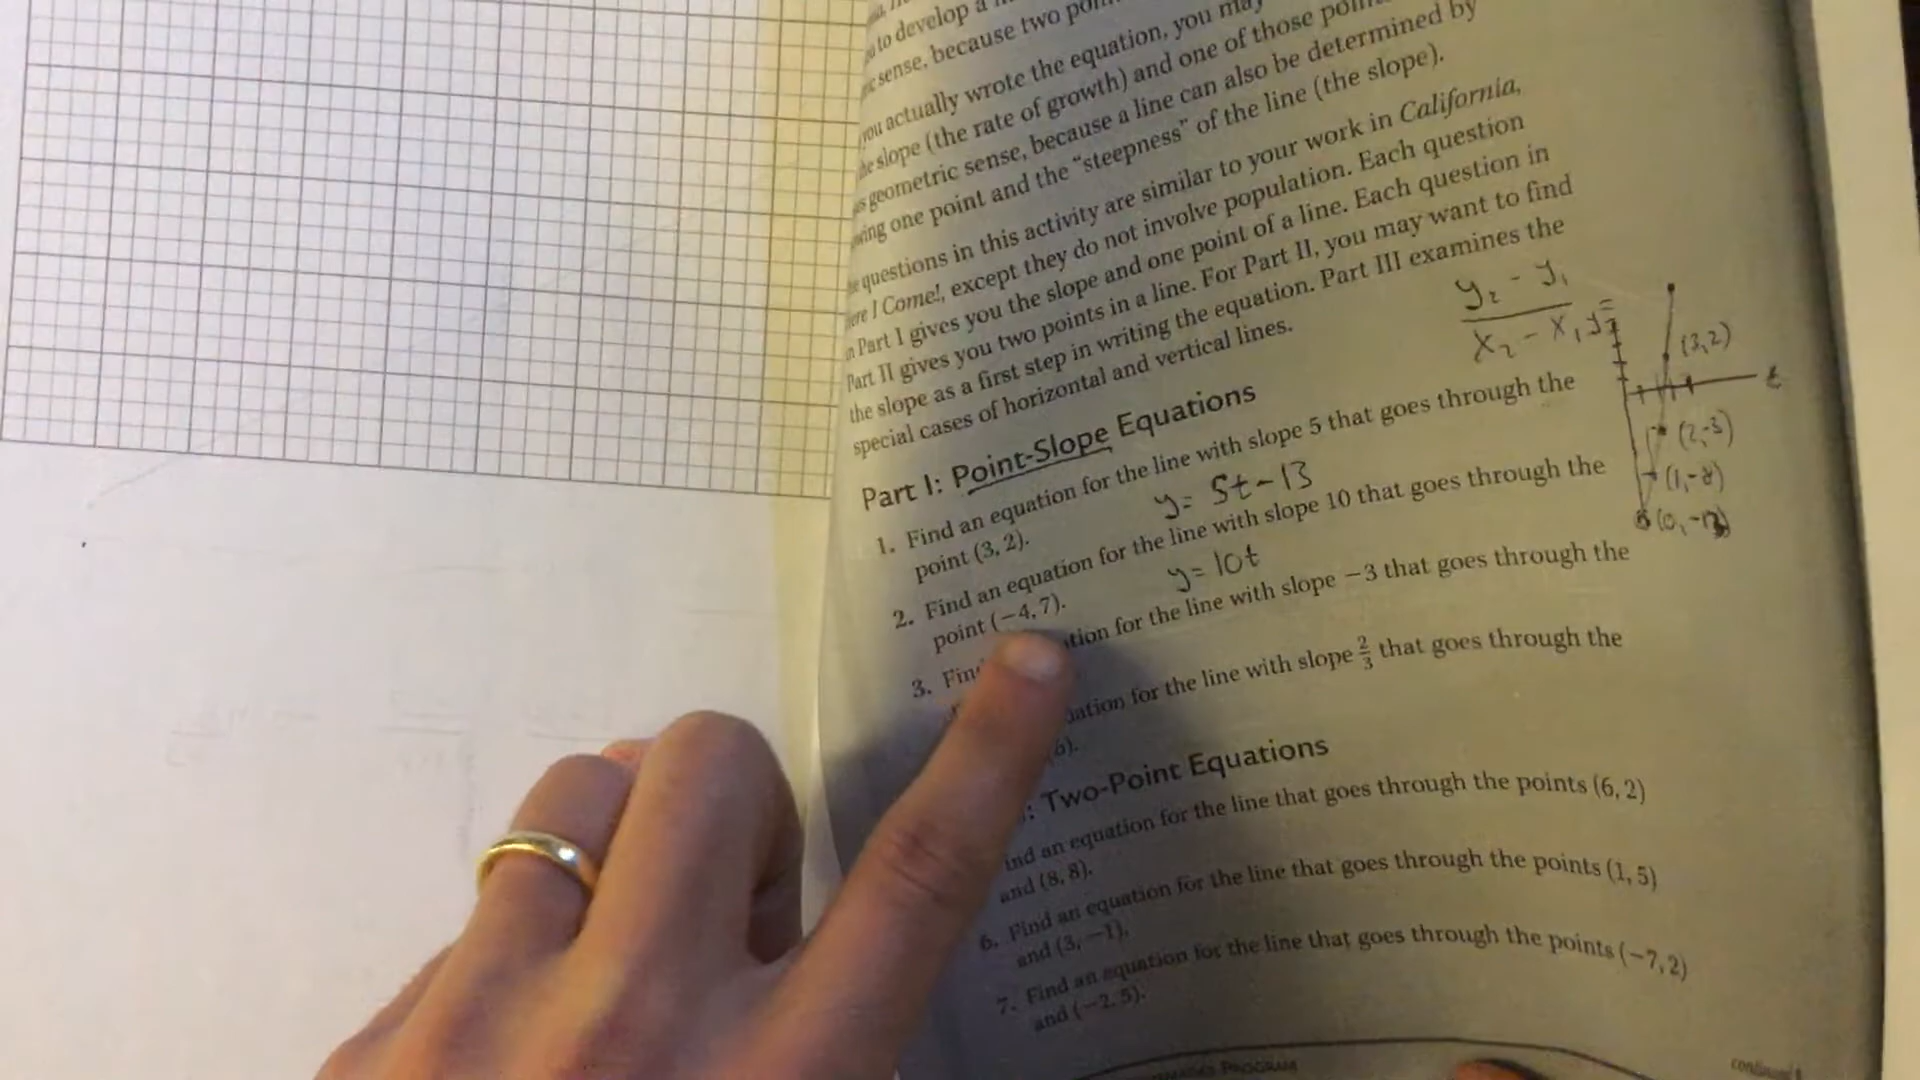 to develop a
sense, because two
you actually wrote the equation, you may
slope (the rate of growth) and one of those
geometric sense, because a line can also be determined by
one point and the "steepness" of the line (the slope).
questions in this activity are similar to your work in California,
I Come!, except they do not involve population. Each question
in Part I gives you the slope and one point of a line. Each question in
Part II gives you two points in a line. For Part II, you may want to find
the slope as a first step in writing the equation. Part III examines the
special cases of horizontal and vertical lines.
y₂ - y₁
x₂ - x₁
(3,2)
t
(2,-3)
(1,-8)
Part I: Point-Slope Equations
1. Find an equation for the line with slope 5 that goes through the
point (3, 2).
y = 5t-13
2. Find an equation for the line with slope 10 that goes through the
point (−4, 7).
y= 10t
3. for the line with slope −3 that goes through the
for the line with slope 2/3 that goes through the
6).
: Two-Point Equations
an equation for the line that goes through the points (6, 2)
and (8, 8).
6. Find an equation for the line that goes through the points (1, 5)
and (3, −1).
7. Find an equation for the line that goes through the points (−7, 2)
and (−2, 5).
PROGRAM